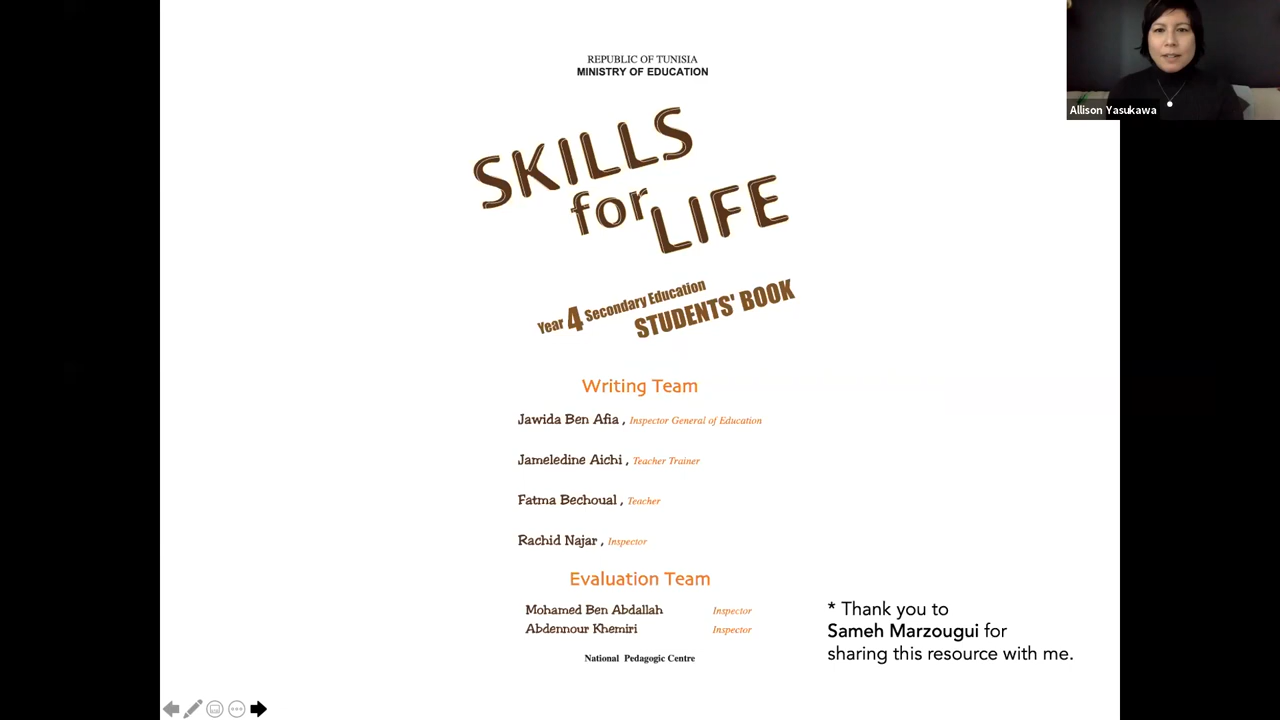 REPUBLIC OF TUNISIA
MINISTRY OF EDUCATION
Allison Yasukawa
SKILLS
for LIFE
Year 4 Secondary Education
STUDENTS' BOOK
Writing Team
Jawida Ben Afia , Inspector General of Education
Jameledine Aichi , Teacher Trainer
Fatma Bechoual , Teacher
Rachid Najar , Inspector
Evaluation Team
Mohamed Ben Abdallah Inspector
Abdennour Khemiri Inspector
National Pedagogic Centre
* Thank you to
Sameh Marzougui for
sharing this resource with me.